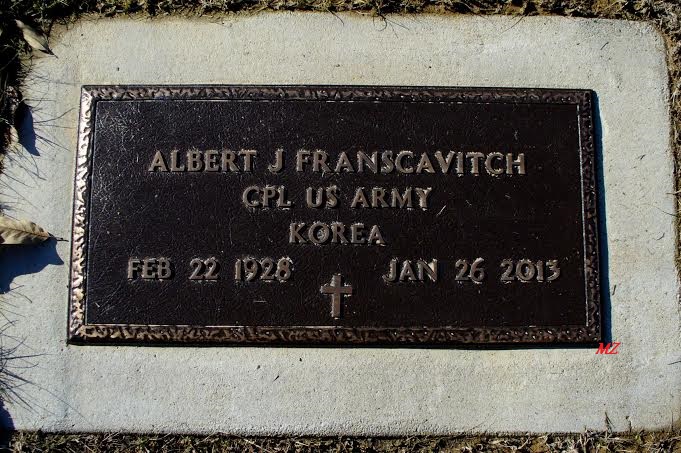 ALBERT J FRANSCAVITCH
CPL US ARMY
KOREA
FEB 22 1928 JAN 26 2013
MZ